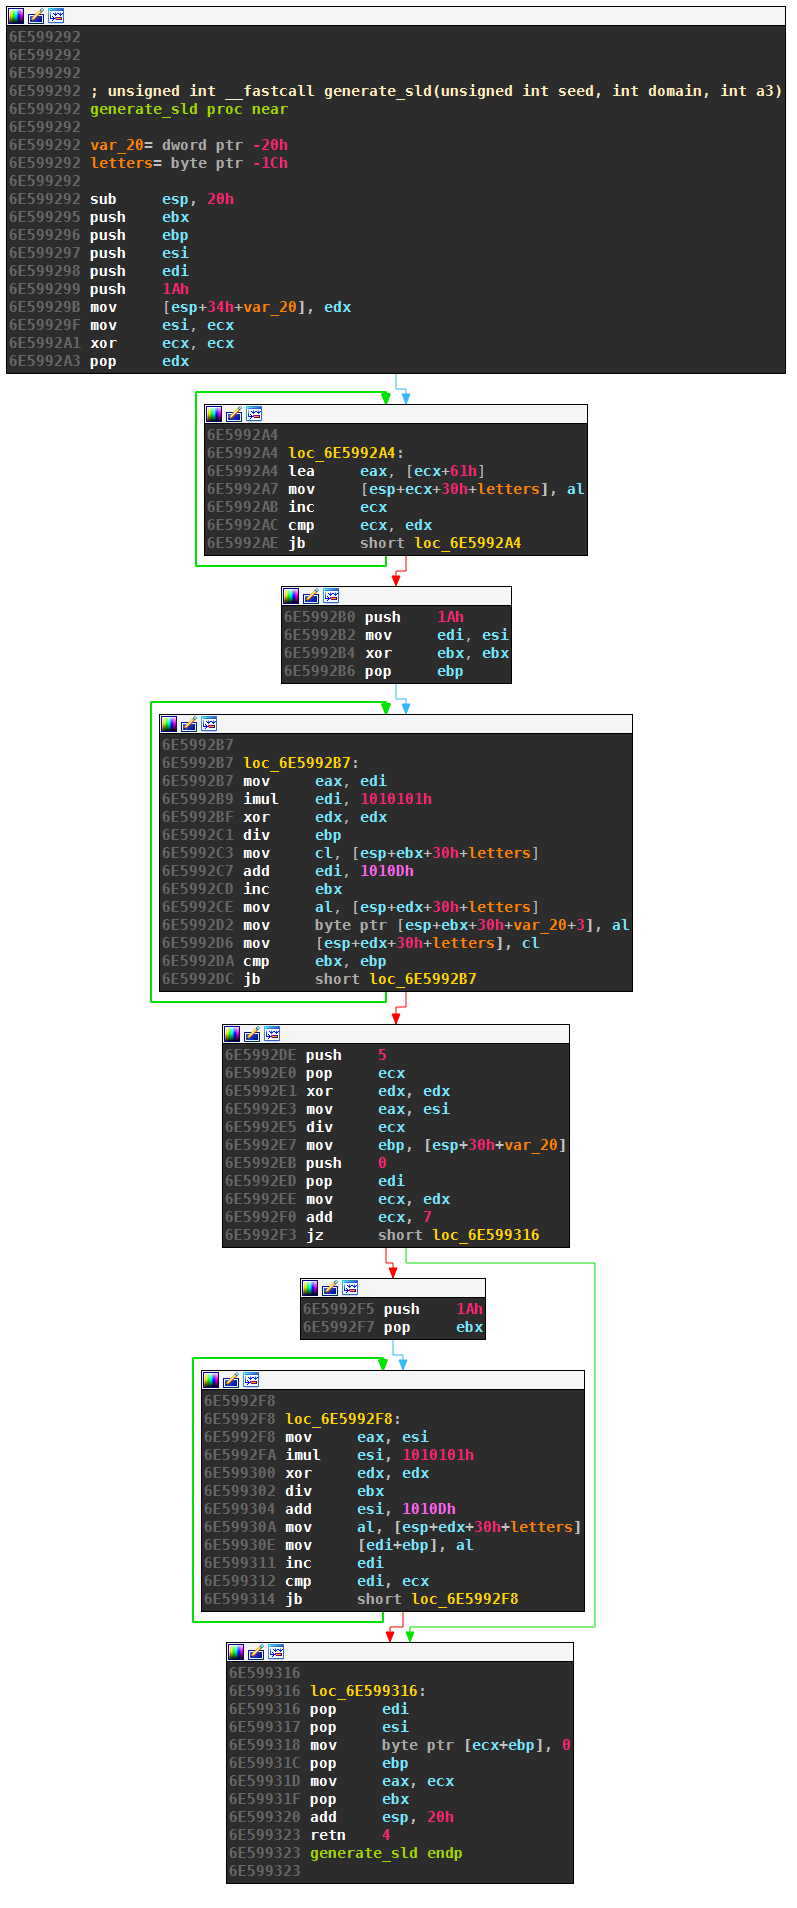 6E599292
6E599292
6E599292
6E599292 ; unsigned int __fastcall generate_sld(unsigned int seed, int domain, int a3)
6E599292 generate_sld proc near
6E599292
6E599292 var_20= dword ptr -20h
6E599292 letters= byte ptr -1Ch
6E599292
6E599292 sub     esp, 20h
6E599295 push    ebx
6E599296 push    ebp
6E599297 push    esi
6E599298 push    edi
6E599299 push    1Ah
6E59929B mov     [esp+34h+var_20], edx
6E59929F mov     esi, ecx
6E5992A1 xor     ecx, ecx
6E5992A3 pop     edx
6E5992A4
6E5992A4 loc_6E5992A4:
6E5992A4 lea     eax, [ecx+61h]
6E5992A7 mov     [esp+ecx+30h+letters], al
6E5992AB inc     ecx
6E5992AC cmp     ecx, edx
6E5992AE jb      short loc_6E5992A4
6E5992B0 push    1Ah
6E5992B2 mov     edi, esi
6E5992B4 xor     ebx, ebx
6E5992B6 pop     ebp
6E5992B7
6E5992B7 loc_6E5992B7:
6E5992B7 mov     eax, edi
6E5992B9 imul    edi, 1010101h
6E5992BF xor     edx, edx
6E5992C1 div     ebp
6E5992C3 mov     cl, [esp+ebx+30h+letters]
6E5992C7 add     edi, 1010Dh
6E5992CD inc     ebx
6E5992CE mov     al, [esp+edx+30h+letters]
6E5992D2 mov     byte ptr [esp+ebx+30h+var_20+3], al
6E5992D6 mov     [esp+edx+30h+letters], cl
6E5992DA cmp     ebx, ebp
6E5992DC jb      short loc_6E5992B7
6E5992DE push    5
6E5992E0 pop     ecx
6E5992E1 xor     edx, edx
6E5992E3 mov     eax, esi
6E5992E5 div     ecx
6E5992E7 mov     ebp, [esp+30h+var_20]
6E5992EB push    0
6E5992ED pop     edi
6E5992EE mov     ecx, edx
6E5992F0 add     ecx, 7
6E5992F3 jz      short loc_6E599316
6E5992F5 push    1Ah
6E5992F7 pop     ebx
6E5992F8
6E5992F8 loc_6E5992F8:
6E5992F8 mov     eax, esi
6E5992FA imul    esi, 1010101h
6E599300 xor     edx, edx
6E599302 div     ebx
6E599304 add     esi, 1010Dh
6E59930A mov     al, [esp+edx+30h+letters]
6E59930E mov     [edi+ebp], al
6E599311 inc     edi
6E599312 cmp     edi, ecx
6E599314 jb      short loc_6E5992F8
6E599316
6E599316 loc_6E599316:
6E599316 pop     edi
6E599317 pop     esi
6E599318 mov     byte ptr [ecx+ebp], 0
6E59931C pop     ebp
6E59931D mov     eax, ecx
6E59931F pop     ebx
6E599320 add     esp, 20h
6E599323 retn    4
6E599323 generate_sld endp
6E599323